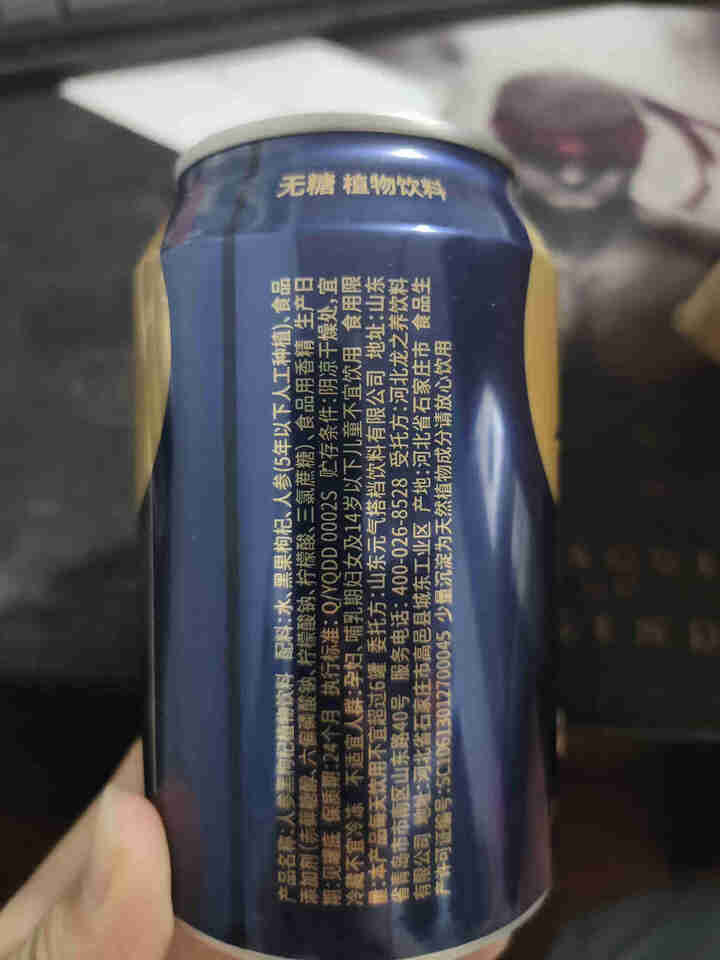 无糖 植物饮料
产品名称：人参黑果枸杞植物饮料 配料：水、黑果枸杞、人参(5年以下人工种植)、食品
添加剂(赤藓糖醇、六偏磷酸钠、柠檬酸钠、柠檬酸、三氯蔗糖)、食品用香精 生产日
期：见罐底 保质期：24个月 执行标准：Q/YQDD 0002S 贮存条件：阴凉干燥处，宜
冷藏不宜冷冻 不适宜人群：孕妇、哺乳期妇女及14岁以下儿童不宜饮用 食用限
量：本产品每天饮用不宜超过6罐 委托方：山东元气搭档饮料有限公司 地址：山东
省青岛市市南区山东路40号 服务电话：400-026-8528 受托方：河北龙之养饮料
有限公司 地址：河北省石家庄市高邑县城东工业区 产地：河北省石家庄市 食品生
产许可证编号：SC10613012700045 少量沉淀为天然植物成分请放心饮用